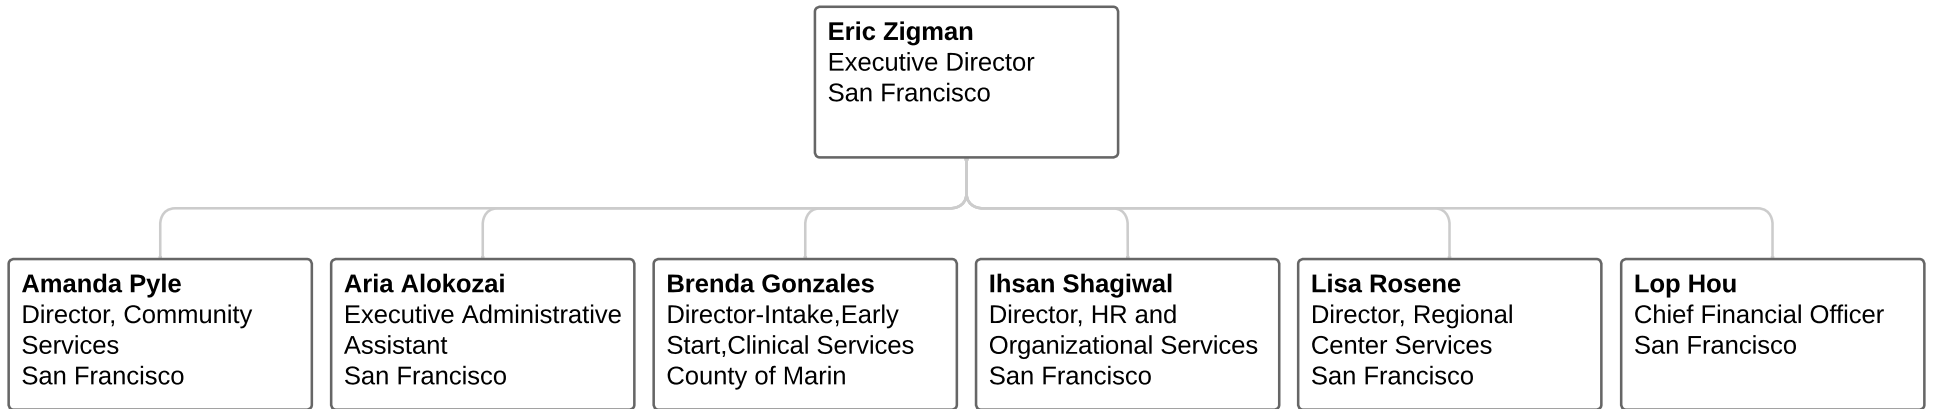 Eric Zigman
Executive Director
San Francisco
Amanda Pyle
Director, Community
Services
San Francisco
Aria Alokozai
Executive Administrative
Assistant
San Francisco
Brenda Gonzales
Director-Intake,Early
Start,Clinical Services
County of Marin
Ihsan Shagiwal
Director, HR and
Organizational Services
San Francisco
Lisa Rosene
Director, Regional
Center Services
San Francisco
Lop Hou
Chief Financial Officer
San Francisco